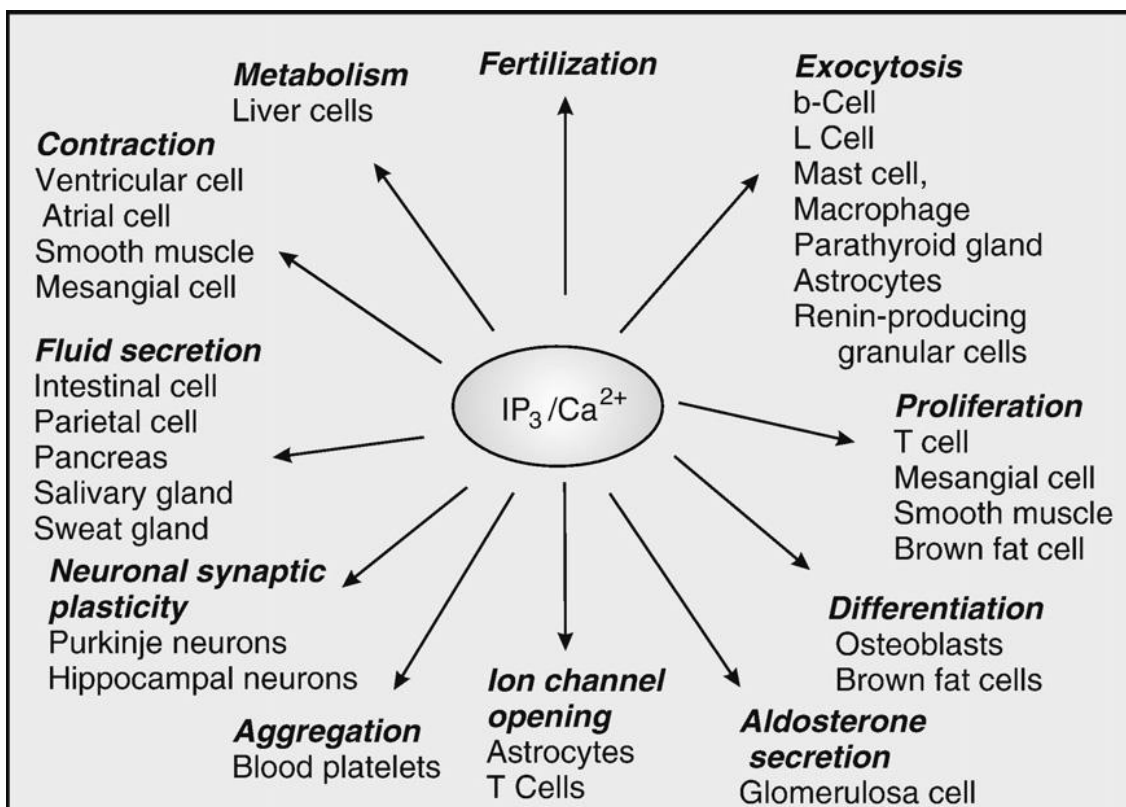 Metabolism
Liver cells
Fertilization
Exocytosis
b-Cell
L Cell
Mast cell,
Macrophage
Parathyroid gland
Astrocytes
Renin-producing
granular cells
Contraction
Ventricular cell
Atrial cell
Smooth muscle
Mesangial cell
Fluid secretion
Intestinal cell
Parietal cell
Pancreas
Salivary gland
Sweat gland
IP₃/Ca²⁺
Proliferation
T cell
Mesangial cell
Smooth muscle
Brown fat cell
Neuronal synaptic
plasticity
Purkinje neurons
Hippocampal neurons
Differentiation
Osteoblasts
Brown fat cells
Aggregation
Blood platelets
Ion channel
opening
Astrocytes
T Cells
Aldosterone
secretion
Glomerulosa cell